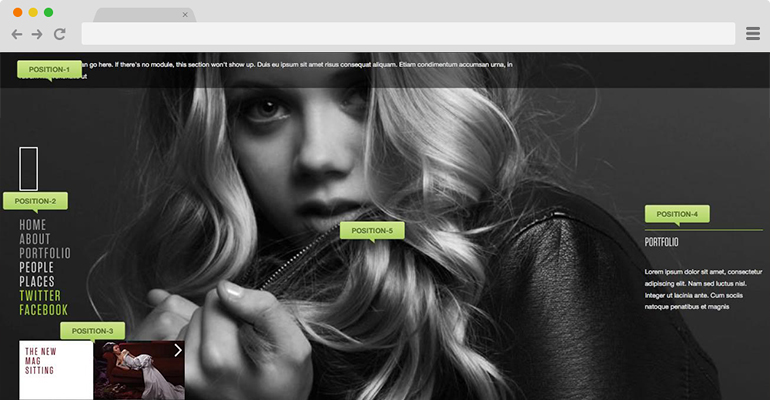 POSITION-1
n go here. If there's no module, this section won't show up. Duis eu ipsum sit amet risus consequat aliquam. Etiam condimentum accumsan urna, in
ut
POSITION-2
HOME
ABOUT
PORTFOLIO
PEOPLE
PLACES
TWITTER
FACEBOOK
POSITION-3
THE NEW
MAG
SITTING
POSITION-5
POSITION-4
PORTFOLIO
Lorem ipsum dolor sit amet, consectetur
adipiscing elit. Nam sed luctus nisl.
Integer ut lacinia ante. Cum sociis
natoque penatibus et magnis